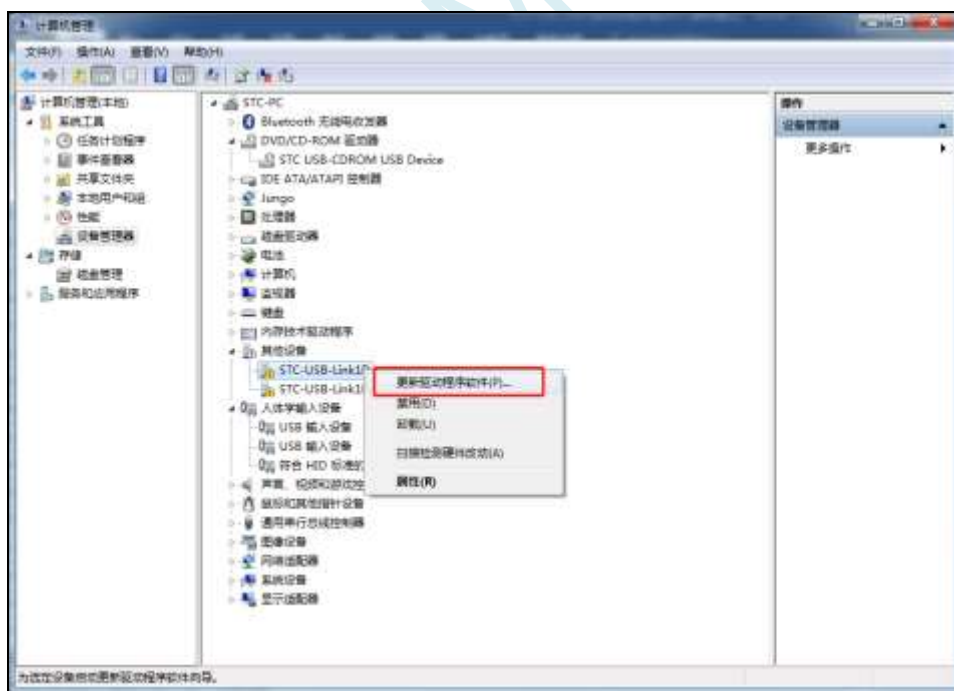 计算机管理
文件(F) 操作(A) 查看(V) 帮助(H)
计算机管理(本地)
系统工具
任务计划程序
事件查看器
共享文件夹
本地用户和组
性能
设备管理器
存储
磁盘管理
服务和应用程序
STC-PC
Bluetooth 无线电收发器
DVD/CD-ROM 驱动器
STC USB-CDROM USB Device
IDE ATA/ATAPI 控制器
Jungo
处理器
磁盘驱动器
电池
计算机
监视器
键盘
内存技术驱动程序
其他设备
STC-USB-Link1
STC-USB-Link1
人体学输入设备
USB 输入设备
USB 输入设备
符合 HID 标准的
声音、视频和游戏控
鼠标和其他指针设备
通用串行总线控制器
图像设备
网络适配器
系统设备
显示适配器
更新驱动程序软件(P)...
禁用(D)
卸载(U)
扫描检测硬件改动(A)
属性(R)
操作
设备管理器
更多操作
为选定设备启动更新驱动程序软件向导。